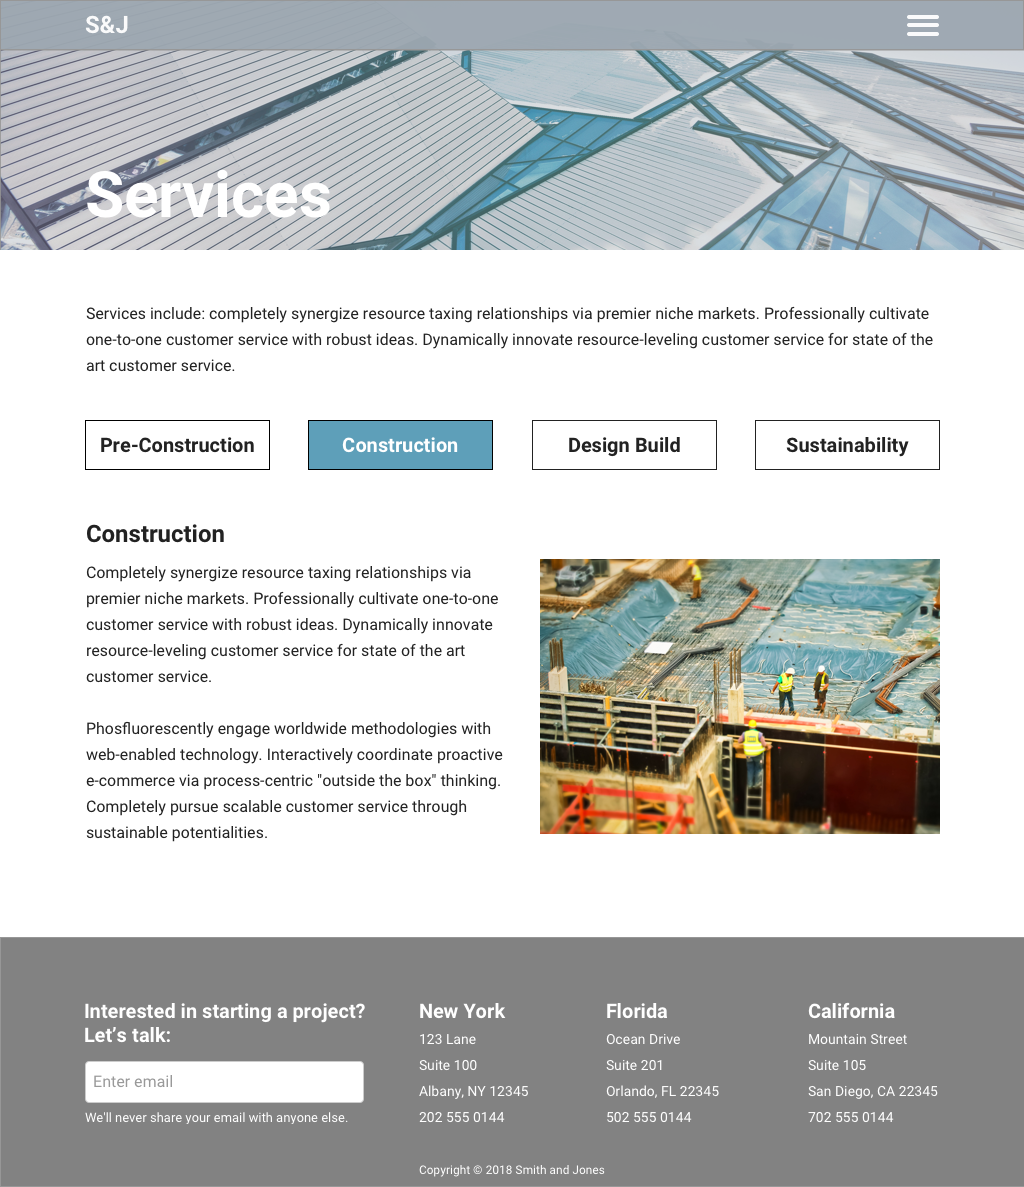 S&J
Services
Services include: completely synergize resource taxing relationships via premier niche markets. Professionally cultivate
one-to-one customer service with robust ideas. Dynamically innovate resource-leveling customer service for state of the
art customer service.
Pre-Construction
Construction
Design Build
Sustainability
Construction
Completely synergize resource taxing relationships via
premier niche markets. Professionally cultivate one-to-one
customer service with robust ideas. Dynamically innovate
resource-leveling customer service for state of the art
customer service.
Phosfluorescently engage worldwide methodologies with
web-enabled technology. Interactively coordinate proactive
e-commerce via process-centric "outside the box" thinking.
Completely pursue scalable customer service through
sustainable potentialities.
Interested in starting a project?
Let’s talk:
Enter email
We'll never share your email with anyone else.
New York
123 Lane
Suite 100
Albany, NY 12345
202 555 0144
Florida
Ocean Drive
Suite 201
Orlando, FL 22345
502 555 0144
California
Mountain Street
Suite 105
San Diego, CA 22345
702 555 0144
Copyright © 2018 Smith and Jones